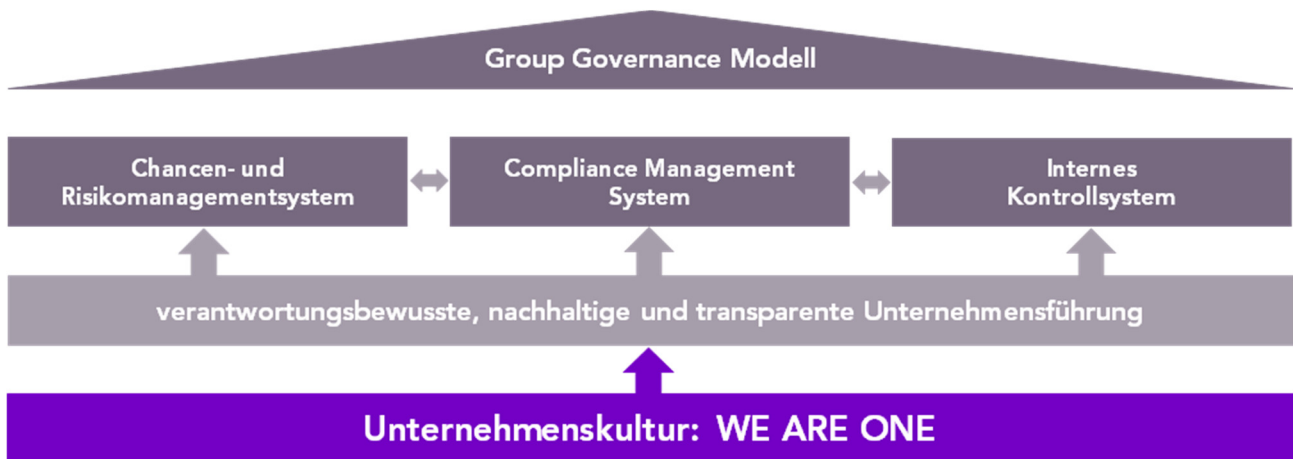 Group Governance Modell
Chancen- und
Risikomanagementsystem
Compliance Management
System
Internes
Kontrollsystem
verantwortungsbewusste, nachhaltige und transparente Unternehmensführung
Unternehmenskultur: WE ARE ONE